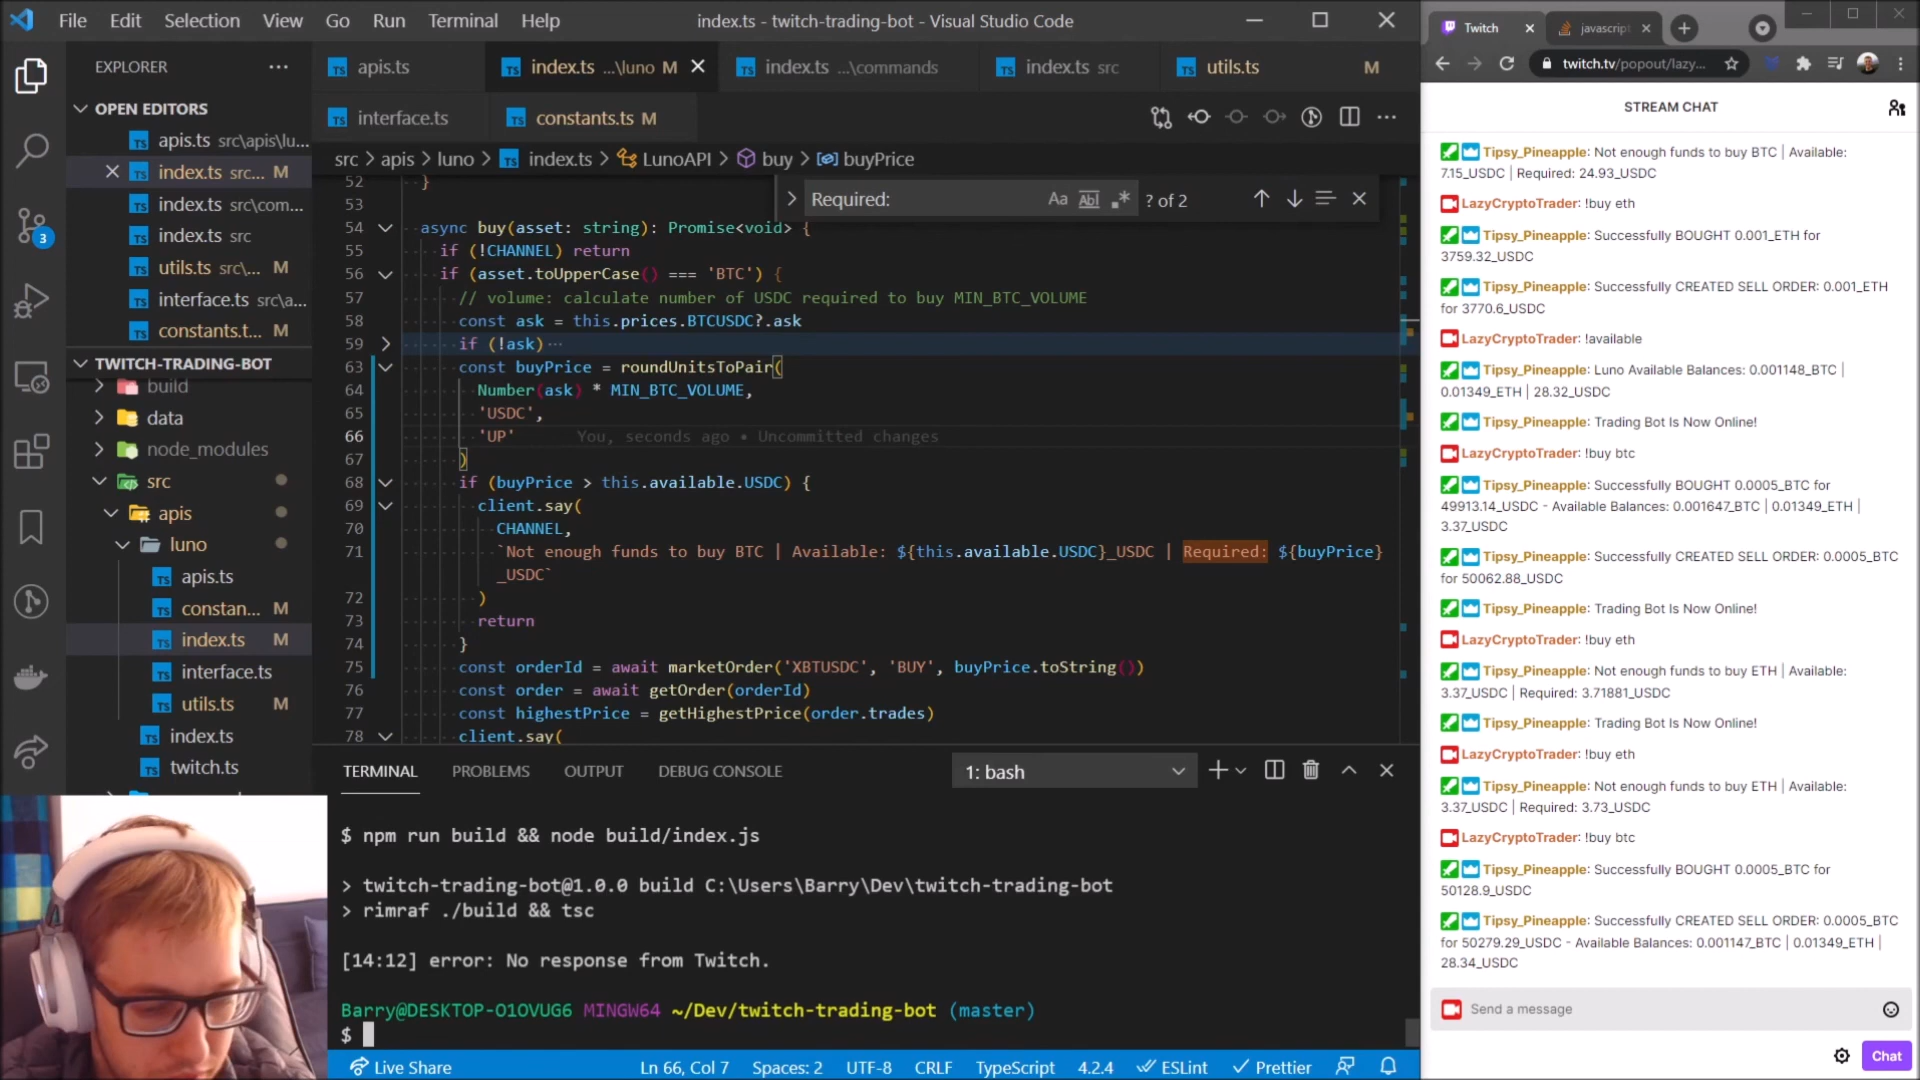 File Edit Selection View Go Run Terminal Help
index.ts - twitch-trading-bot - Visual Studio Code
EXPLORER
OPEN EDITORS
apis.ts src\apis\lu...
index.ts src... M
index.ts src\com...
index.ts src
utils.ts src\... M
interface.ts src\a...
constants.t... M
TWITCH-TRADING-BOT
build
data
node_modules
src
apis
luno
apis.ts
constan... M
index.ts M
interface.ts
utils.ts M
index.ts
twitch.ts
3
apis.ts
index.ts ...\luno M
index.ts ...\commands
index.ts src
utils.ts M
interface.ts
constants.ts M
src > apis > luno > index.ts > LunoAPI > buy > buyPrice
Required: Aa Abl .* ? of 2
52 }
53
54 async buy(asset: string): Promise<void> {
55 if (!CHANNEL) return
56 if (asset.toUpperCase() === 'BTC') {
57 // volume: calculate number of USDC required to buy MIN_BTC_VOLUME
58 const ask = this.prices.BTCUSDC?.ask
59 if (!ask)···
63 const buyPrice = roundUnitsToPair(
64 Number(ask) * MIN_BTC_VOLUME,
65 'USDC',
66 'UP' You, seconds ago • Uncommitted changes
67 )
68 if (buyPrice > this.available.USDC) {
69 client.say(
70 CHANNEL,
71 `Not enough funds to buy BTC | Available: ${this.available.USDC}_USDC | Required: ${buyPrice}
_USDC`
72 )
73 return
74 }
75 const orderId = await marketOrder('XBTUSDC', 'BUY', buyPrice.toString())
76 const order = await getOrder(orderId)
77 const highestPrice = getHighestPrice(order.trades)
78 client.say(
TERMINAL PROBLEMS OUTPUT DEBUG CONSOLE
1: bash
$ npm run build && node build/index.js
> twitch-trading-bot@1.0.0 build C:\Users\Barry\Dev\twitch-trading-bot
> rimraf ./build && tsc
[14:12] error: No response from Twitch.
Barry@DESKTOP-O1OVUG6 MINGW64 ~/Dev/twitch-trading-bot (master)
$
Live Share
Ln 66, Col 7 Spaces: 2 UTF-8 CRLF TypeScript 4.2.4 ESLint Prettier
Twitch
javascript
twitch.tv/popout/lazy...
STREAM CHAT
Tipsy_Pineapple: Not enough funds to buy BTC | Available:
7.15_USDC | Required: 24.93_USDC
LazyCryptoTrader: !buy eth
Tipsy_Pineapple: Successfully BOUGHT 0.001_ETH for
3759.32_USDC
Tipsy_Pineapple: Successfully CREATED SELL ORDER: 0.001_ETH
for 3770.6_USDC
LazyCryptoTrader: !available
Tipsy_Pineapple: Luno Available Balances: 0.001148_BTC |
0.01349_ETH | 28.32_USDC
Tipsy_Pineapple: Trading Bot Is Now Online!
LazyCryptoTrader: !buy btc
Tipsy_Pineapple: Successfully BOUGHT 0.0005_BTC for
49913.14_USDC - Available Balances: 0.001647_BTC | 0.01349_ETH |
3.37_USDC
Tipsy_Pineapple: Successfully CREATED SELL ORDER: 0.0005_BTC
for 50062.88_USDC
Tipsy_Pineapple: Trading Bot Is Now Online!
LazyCryptoTrader: !buy eth
Tipsy_Pineapple: Not enough funds to buy ETH | Available:
3.37_USDC | Required: 3.71881_USDC
Tipsy_Pineapple: Trading Bot Is Now Online!
LazyCryptoTrader: !buy eth
Tipsy_Pineapple: Not enough funds to buy ETH | Available:
3.37_USDC | Required: 3.73_USDC
LazyCryptoTrader: !buy btc
Tipsy_Pineapple: Successfully BOUGHT 0.0005_BTC for
50128.9_USDC
Tipsy_Pineapple: Successfully CREATED SELL ORDER: 0.0005_BTC
for 50279.29_USDC - Available Balances: 0.001147_BTC | 0.01349_ETH |
28.34_USDC
Send a message
Chat